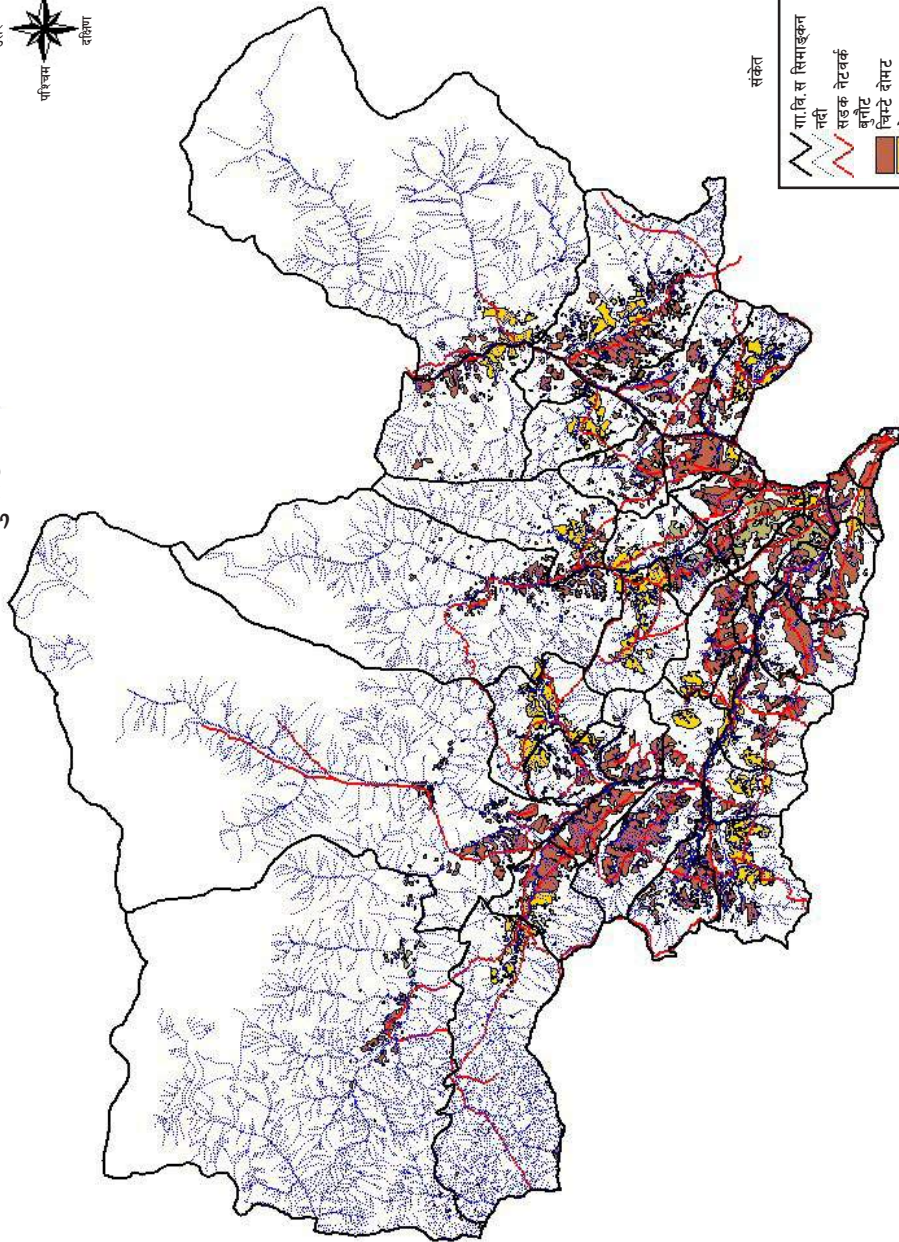 पश्चिम
दक्षिण
संकेत
गा.वि.स सिमाङ्कन
नदी
सडक नेटवर्क
बुनौट
चिम्टे दोमट